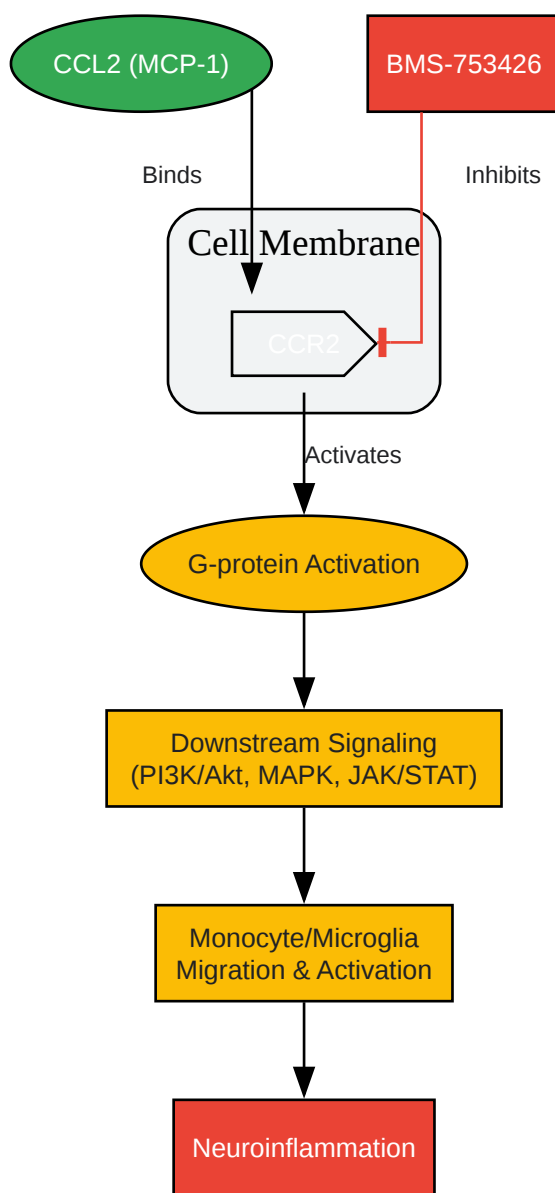 CCL2 (MCP-1)
BMS-753426
Binds
Inhibits
Cell Membrane
CCR2
Activates
G-protein Activation
Downstream Signaling
(PI3K/Akt, MAPK, JAK/STAT)
Monocyte/Microglia
Migration & Activation
Neuroinflammation